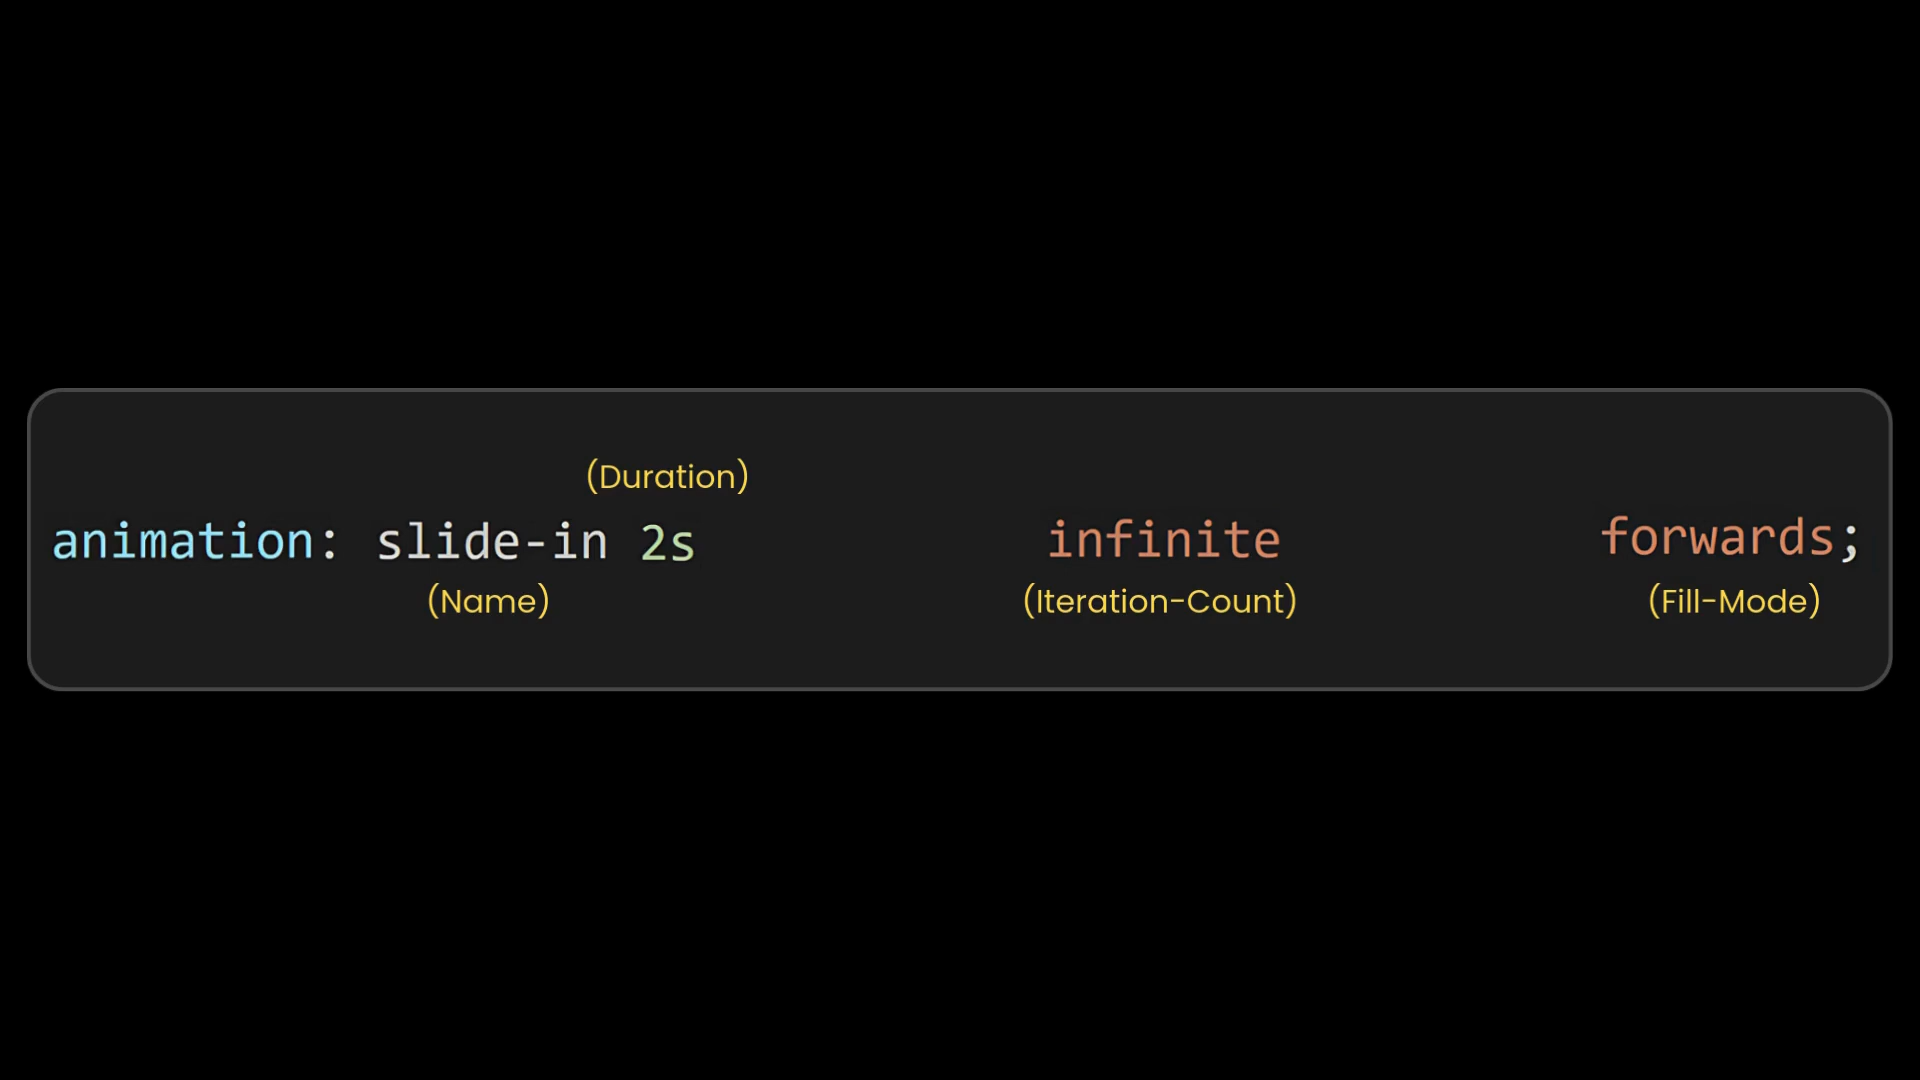 (Duration)
animation: slide-in 2s infinite forwards;
(Name) (Iteration-Count) (Fill-Mode)